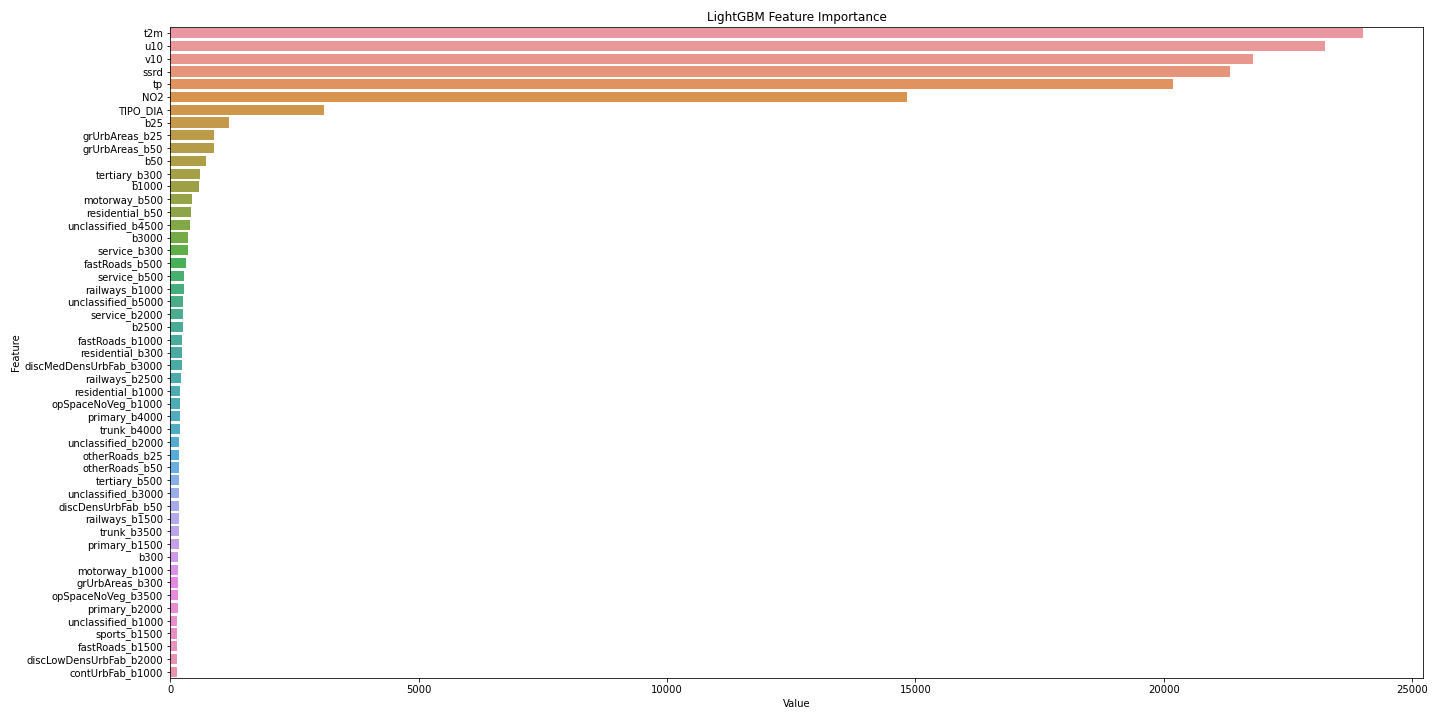 LightGBM Feature Importance
Feature
t2m
u10
v10
ssrd
tp
NO2
TIPO_DIA
b25
grUrbAreas_b25
grUrbAreas_b50
b50
tertiary_b300
b1000
motorway_b500
residential_b50
unclassified_b4500
b3000
service_b300
fastRoads_b500
service_b500
railways_b1000
unclassified_b5000
service_b2000
b2500
fastRoads_b1000
residential_b300
discMedDensUrbFab_b3000
railways_b2500
residential_b1000
opSpaceNoVeg_b1000
primary_b4000
trunk_b4000
unclassified_b2000
otherRoads_b25
otherRoads_b50
tertiary_b500
unclassified_b3000
discDensUrbFab_b50
railways_b1500
trunk_b3500
primary_b1500
b300
motorway_b1000
grUrbAreas_b300
opSpaceNoVeg_b3500
primary_b2000
unclassified_b1000
sports_b1500
fastRoads_b1500
discLowDensUrbFab_b2000
contUrbFab_b1000
0 5000 10000 15000 20000 25000
Value